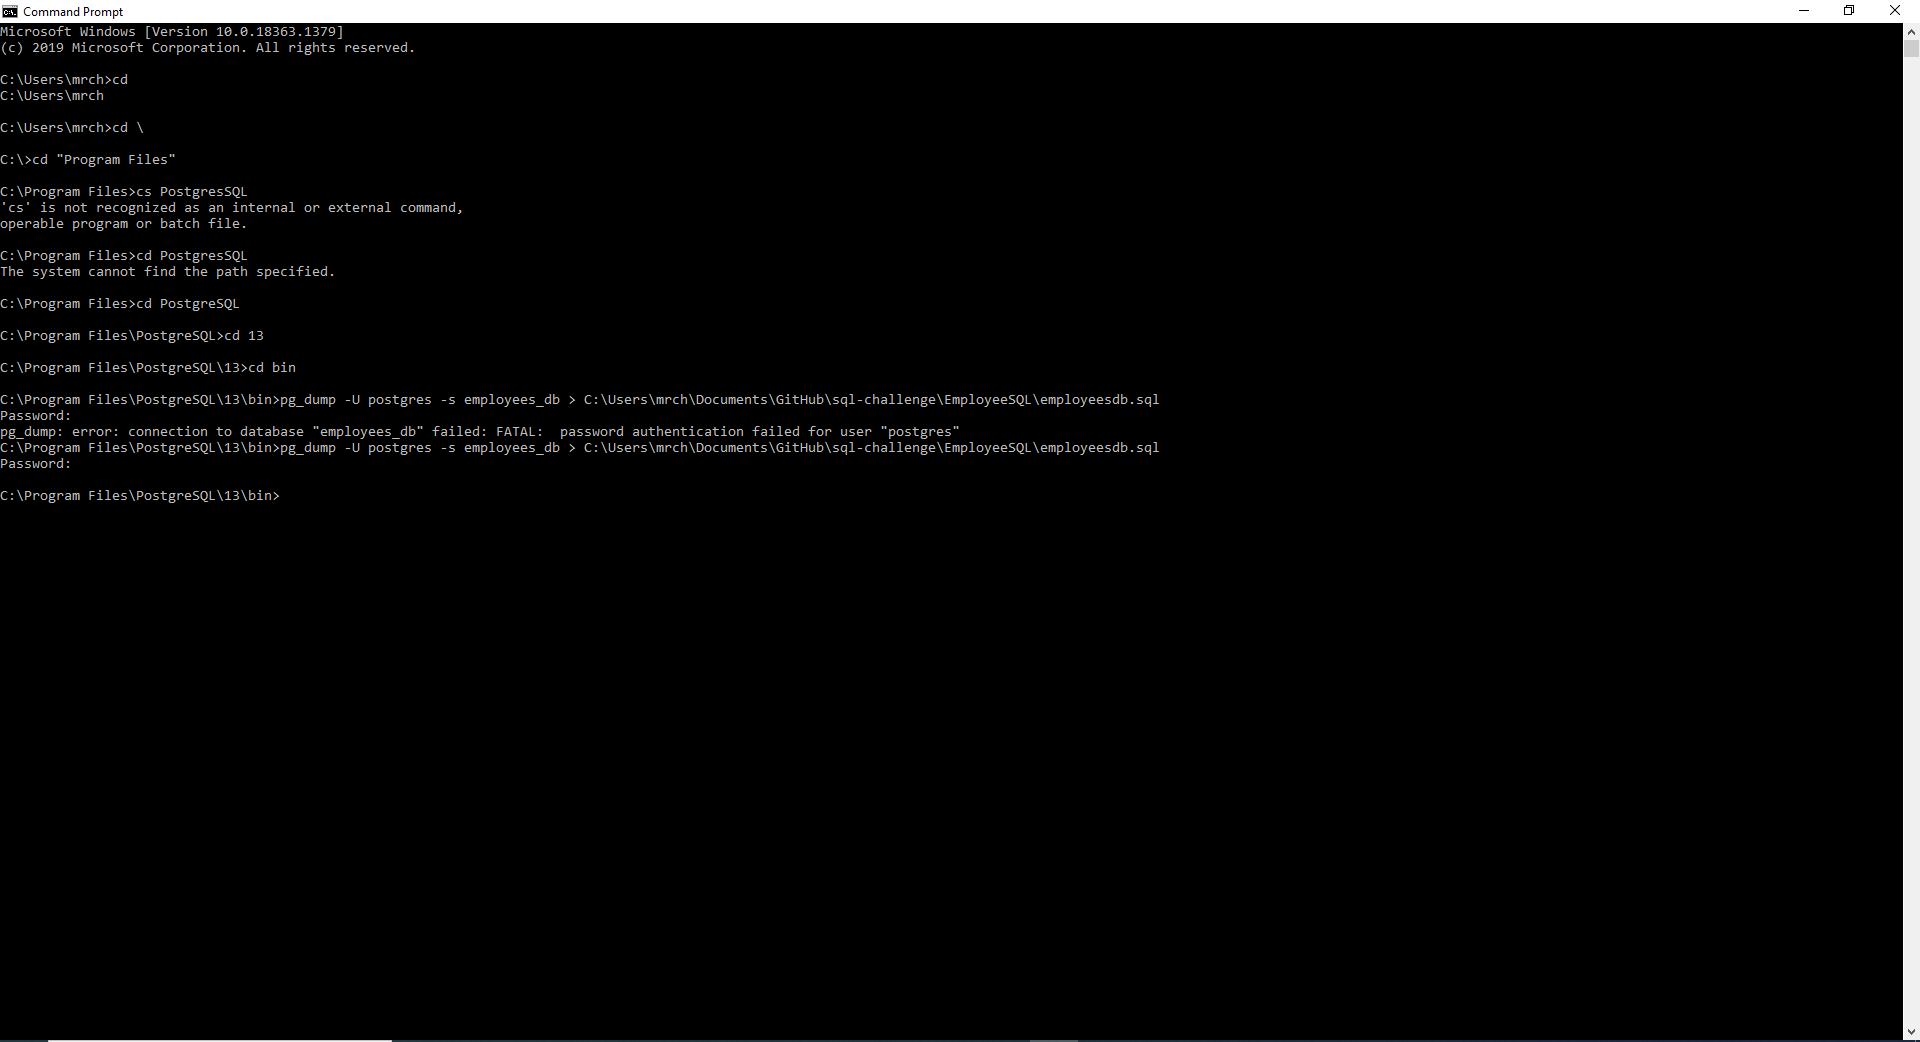 Command Prompt
Microsoft Windows [Version 10.0.18363.1379]
(c) 2019 Microsoft Corporation. All rights reserved.
C:\Users\mrch>cd
C:\Users\mrch
C:\Users\mrch>cd \
C:\>cd "Program Files"
C:\Program Files>cs PostgresSQL
'cs' is not recognized as an internal or external command,
operable program or batch file.
C:\Program Files>cd PostgresSQL
The system cannot find the path specified.
C:\Program Files>cd PostgreSQL
C:\Program Files\PostgreSQL>cd 13
C:\Program Files\PostgreSQL\13>cd bin
C:\Program Files\PostgreSQL\13\bin>pg_dump -U postgres -s employees_db > C:\Users\mrch\Documents\GitHub\sql-challenge\EmployeeSQL\employeesdb.sql
Password:
pg_dump: error: connection to database "employees_db" failed: FATAL:  password authentication failed for user "postgres"
C:\Program Files\PostgreSQL\13\bin>pg_dump -U postgres -s employees_db > C:\Users\mrch\Documents\GitHub\sql-challenge\EmployeeSQL\employeesdb.sql
Password:
C:\Program Files\PostgreSQL\13\bin>